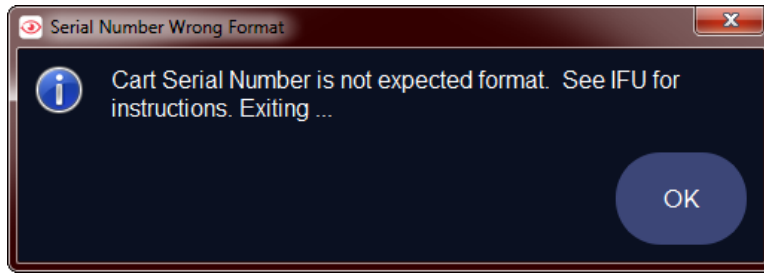 Serial Number Wrong Format
Cart Serial Number is not expected format.  See IFU for
instructions. Exiting ...
OK